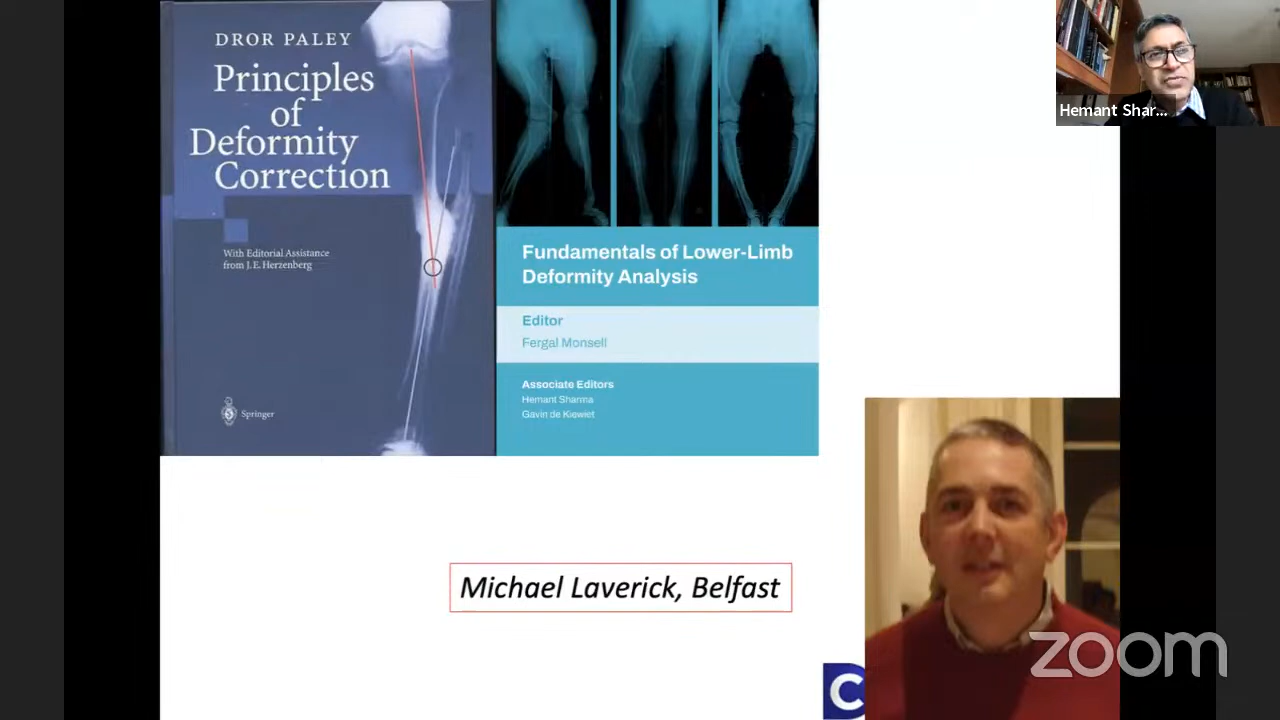 DROR PALEY
Principles
of
Deformity
Correction
With Editorial Assistance
from J. E. Herzenberg
Springer
Fundamentals of Lower-Limb
Deformity Analysis
Editor
Fergal Monsell
Associate Editors
Hemant Sharma
Gavin de Kiewiet
Hemant Shar...
Michael Laverick, Belfast
C
zoom